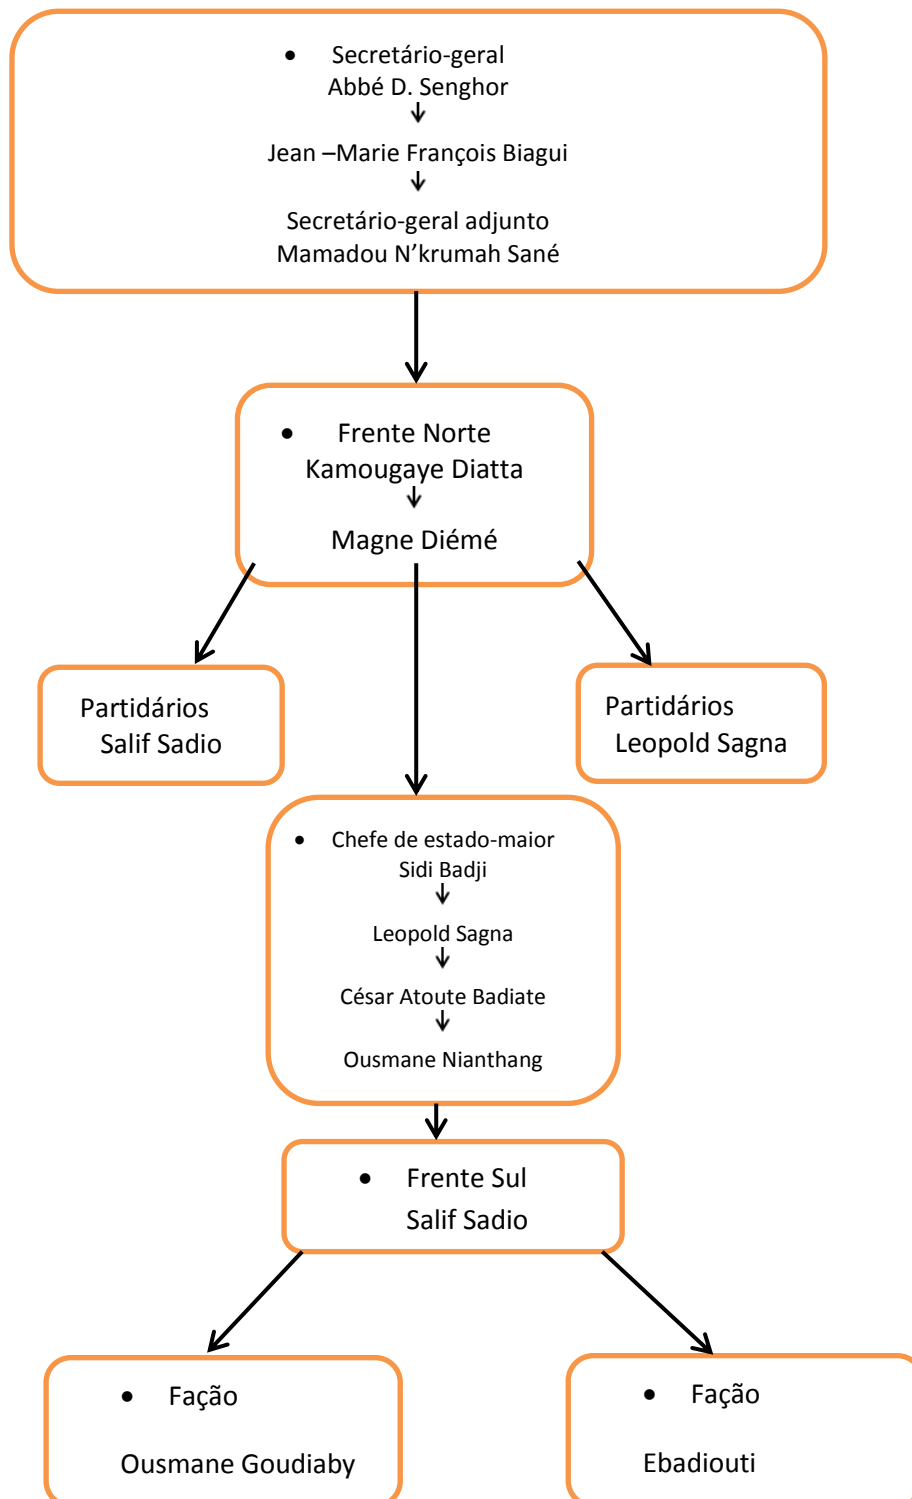 • Secretário-geral
Abbé D. Senghor
Jean –Marie François Biagui
Secretário-geral adjunto
Mamadou N’krumah Sané
• Frente Norte
Kamougaye Diatta
Magne Diémé
Partidários
Salif Sadio
Partidários
Leopold Sagna
• Chefe de estado-maior
Sidi Badji
Leopold Sagna
César Atoute Badiate
Ousmane Nianthang
• Frente Sul
Salif Sadio
• Fação
Ousmane Goudiaby
• Fação
Ebadiouti